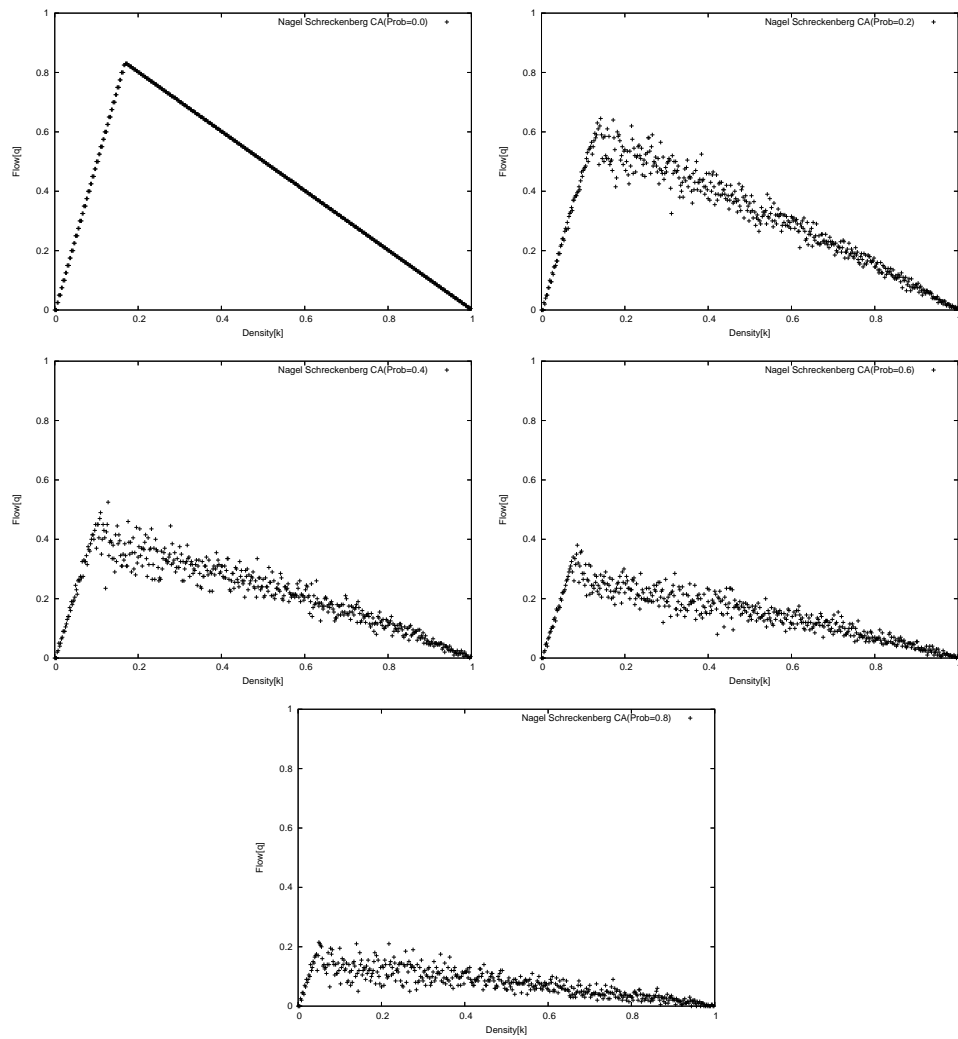 Nagel Schreckenberg CA(Prob=0.0)
1
0.8
0.6
0.4
0.2
0
Flow[q]
0 0.2 0.4 0.6 0.8 1
Density[k]
Nagel Schreckenberg CA(Prob=0.2)
1
0.8
0.6
0.4
0.2
0
Flow[q]
0 0.2 0.4 0.6 0.8 1
Density[k]
Nagel Schreckenberg CA(Prob=0.4)
1
0.8
0.6
0.4
0.2
0
Flow[q]
0 0.2 0.4 0.6 0.8 1
Density[k]
Nagel Schreckenberg CA(Prob=0.6)
1
0.8
0.6
0.4
0.2
0
Flow[q]
0 0.2 0.4 0.6 0.8 1
Density[k]
Nagel Schreckenberg CA(Prob=0.8)
1
0.8
0.6
0.4
0.2
0
Flow[q]
0 0.2 0.4 0.6 0.8 1
Density[k]